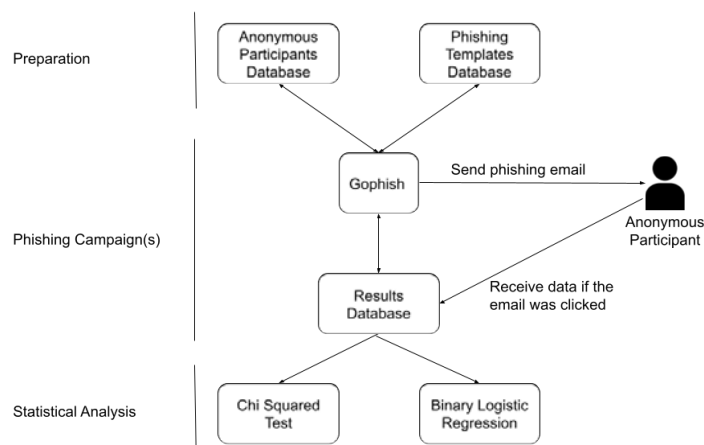 Preparation
Anonymous
Participants
Database
Phishing
Templates
Database
Phishing Campaign(s)
Gophish
Send phishing email
Anonymous
Participant
Receive data if the
email was clicked
Results
Database
Statistical Analysis
Chi Squared
Test
Binary Logistic
Regression